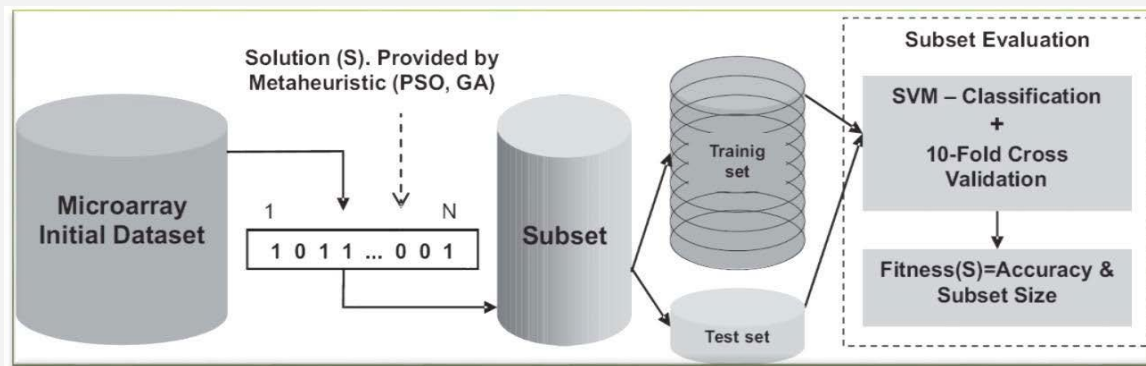 Solution (S). Provided by
Metaheuristic (PSO, GA)
Microarray
Initial Dataset
1 N
1 0 1 1 ... 0 0 1
Subset
Trainig
set
Test set
Subset Evaluation
SVM – Classification
+
10-Fold Cross
Validation
Fitness(S)=Accuracy &
Subset Size